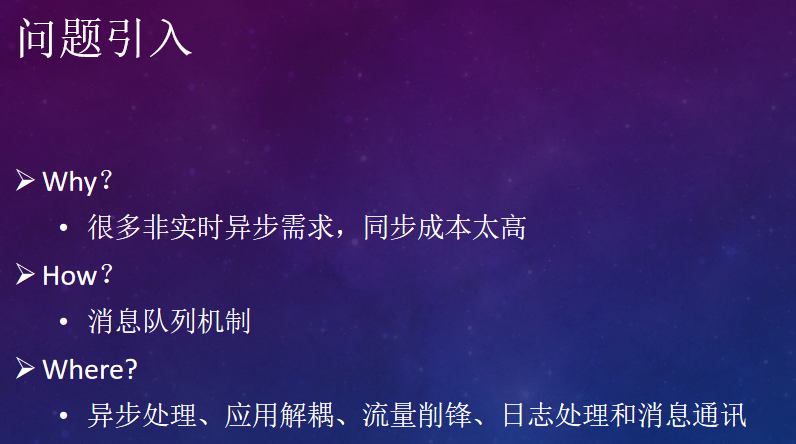 问题引入
Why？
很多非实时异步需求，同步成本太高
How？
消息队列机制
Where?
异步处理、应用解耦、流量削锋、日志处理和消息通讯